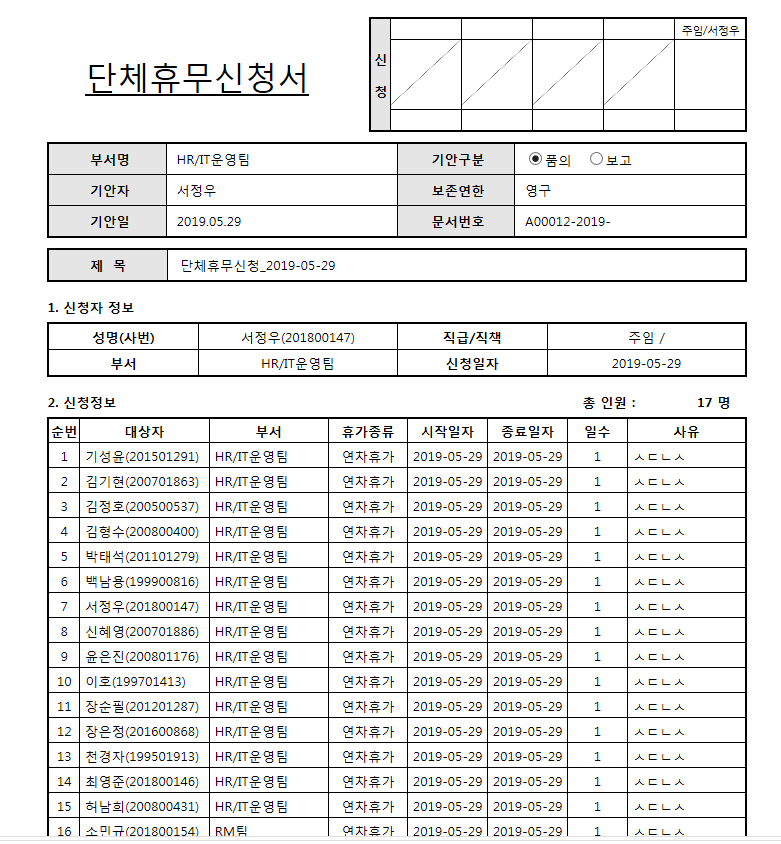 단체휴무신청서
신청
주임/서정우
부서명 HR/IT운영팀 기안구분 품의 보고
기안자 서정우 보존연한 영구
기안일 2019.05.29 문서번호 A00012-2019-
제 목 단체휴무신청_2019-05-29
1. 신청자 정보
성명(사번) 서정우(201800147) 직급/직책 주임 /
부서 HR/IT운영팀 신청일자 2019-05-29
2. 신청정보 총 인원 : 17 명
순번 대상자 부서 휴가종류 시작일자 종료일자 일수 사유
1 기성윤(201501291) HR/IT운영팀 연차휴가 2019-05-29 2019-05-29 1 ㅅㄷㄴㅅ
2 김기현(200701863) HR/IT운영팀 연차휴가 2019-05-29 2019-05-29 1 ㅅㄷㄴㅅ
3 김정호(200500537) HR/IT운영팀 연차휴가 2019-05-29 2019-05-29 1 ㅅㄷㄴㅅ
4 김형수(200800400) HR/IT운영팀 연차휴가 2019-05-29 2019-05-29 1 ㅅㄷㄴㅅ
5 박태석(201101279) HR/IT운영팀 연차휴가 2019-05-29 2019-05-29 1 ㅅㄷㄴㅅ
6 백남용(199900816) HR/IT운영팀 연차휴가 2019-05-29 2019-05-29 1 ㅅㄷㄴㅅ
7 서정우(201800147) HR/IT운영팀 연차휴가 2019-05-29 2019-05-29 1 ㅅㄷㄴㅅ
8 신혜영(200701886) HR/IT운영팀 연차휴가 2019-05-29 2019-05-29 1 ㅅㄷㄴㅅ
9 윤은진(200801176) HR/IT운영팀 연차휴가 2019-05-29 2019-05-29 1 ㅅㄷㄴㅅ
10 이호(199701413) HR/IT운영팀 연차휴가 2019-05-29 2019-05-29 1 ㅅㄷㄴㅅ
11 장순필(201201287) HR/IT운영팀 연차휴가 2019-05-29 2019-05-29 1 ㅅㄷㄴㅅ
12 장은정(201600868) HR/IT운영팀 연차휴가 2019-05-29 2019-05-29 1 ㅅㄷㄴㅅ
13 천경자(199501913) HR/IT운영팀 연차휴가 2019-05-29 2019-05-29 1 ㅅㄷㄴㅅ
14 최영준(201800146) HR/IT운영팀 연차휴가 2019-05-29 2019-05-29 1 ㅅㄷㄴㅅ
15 허남희(200800431) HR/IT운영팀 연차휴가 2019-05-29 2019-05-29 1 ㅅㄷㄴㅅ
16 소민규(201800154) RM팀 연차휴가 2019-05-29 2019-05-29 1 ㅅㄷㄴㅅ